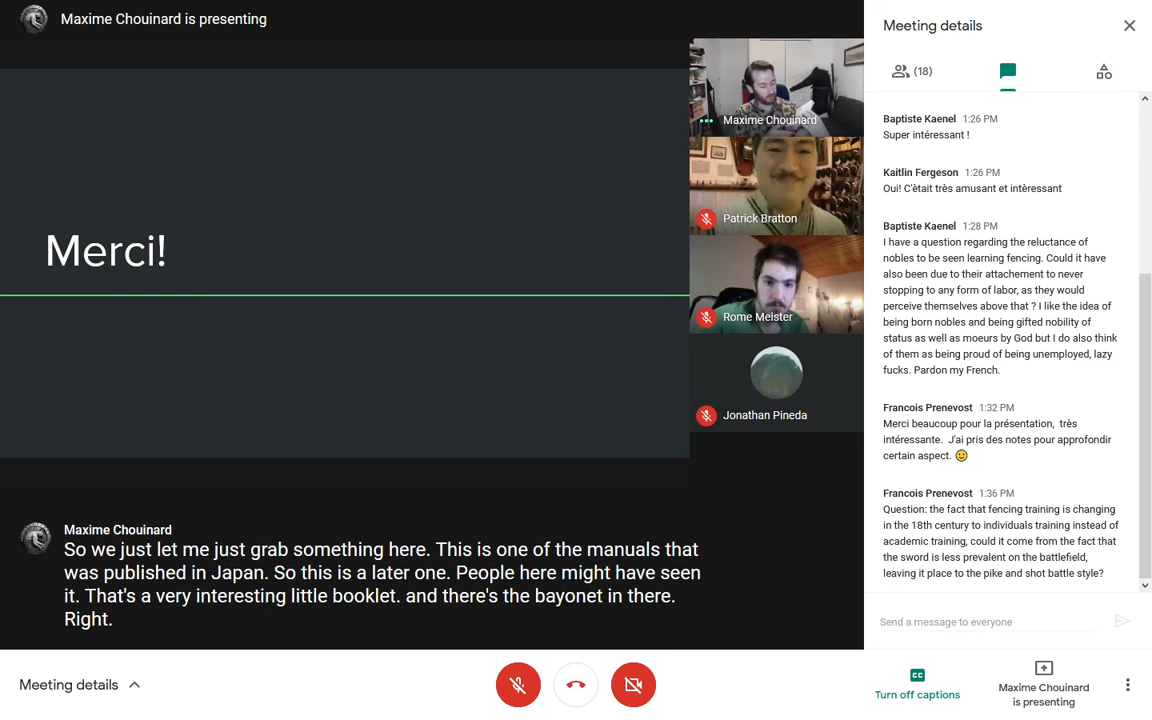 Maxime Chouinard is presenting
Merci!
Maxime Chouinard
Patrick Bratton
Rome Meister
Jonathan Pineda
Maxime Chouinard
So we just let me just grab something here. This is one of the manuals that
was published in Japan. So this is a later one. People here might have seen
it. That's a very interesting little booklet. and there's the bayonet in there.
Right.
Meeting details
(18)
Baptiste Kaenel 1:26 PM
Super intéressant !
Kaitlin Fergeson 1:26 PM
Oui! C'ètait très amusant et intèressant
Baptiste Kaenel 1:28 PM
I have a question regarding the reluctance of
nobles to be seen learning fencing. Could it have
also been due to their attachement to never
stopping to any form of labor, as they would
perceive themselves above that ? I like the idea of
being born nobles and being gifted nobility of
status as well as moeurs by God but I do also think
of them as being proud of being unemployed, lazy
fucks. Pardon my French.
Francois Prenevost 1:32 PM
Merci beaucoup pour la présentation, très
intéressante. J'ai pris des notes pour approfondir
certain aspect. 🙂
Francois Prenevost 1:36 PM
Question: the fact that fencing training is changing
in the 18th century to individuals training instead of
academic training, could it come from the fact that
the sword is less prevalent on the battlefield,
leaving it place to the pike and shot battle style?
Send a message to everyone
Meeting details
CC
Turn off captions
Maxime Chouinard
is presenting